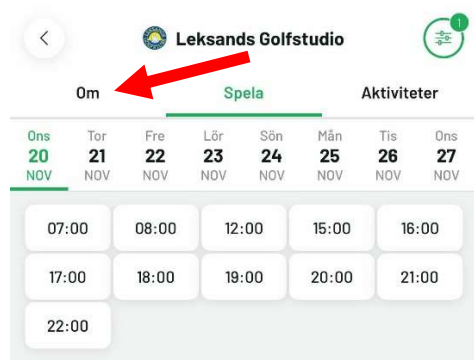 Leksands Golfstudio
1
Om Spela Aktiviteter
Ons Tor Fre Lör Sön Mån Tis Ons
20 21 22 23 24 25 26 27
NOV NOV NOV NOV NOV NOV NOV NOV
07:00 08:00 12:00 15:00 16:00
17:00 18:00 19:00 20:00 21:00
22:00